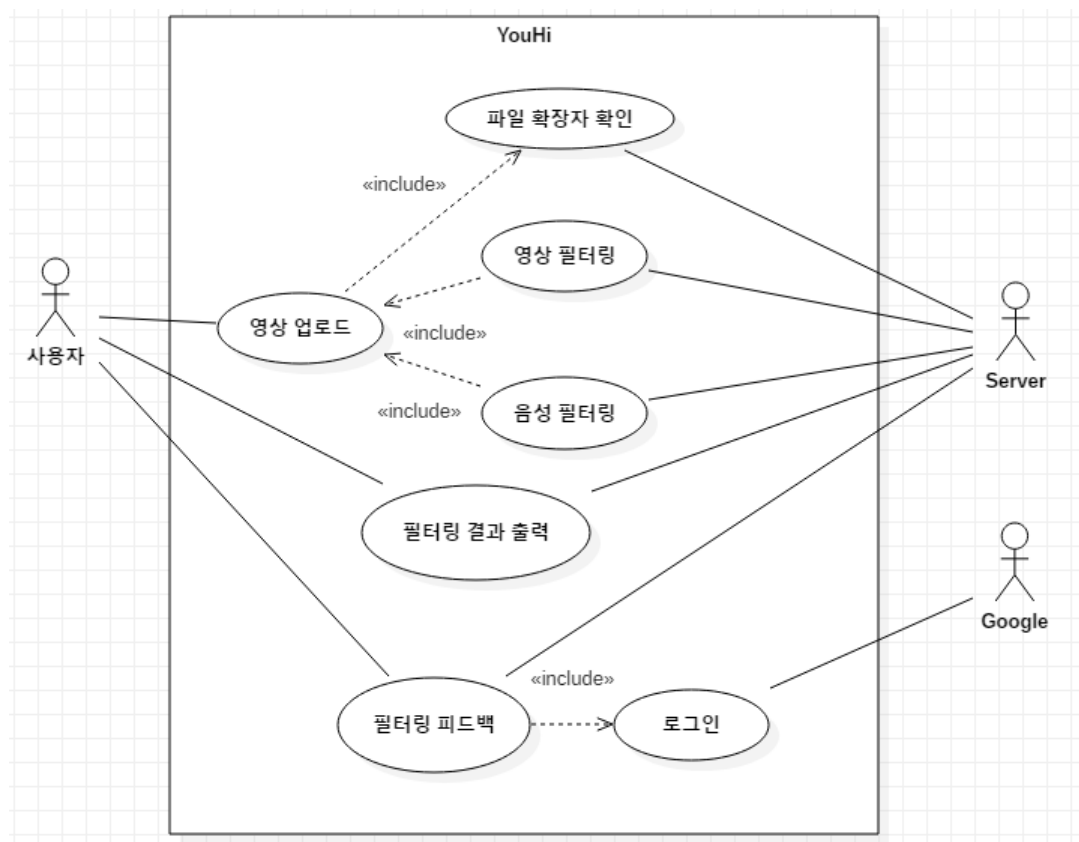 YouHi
파일 확장자 확인
«include»
영상 필터링
영상 업로드
«include»
사용자
Server
«include»
음성 필터링
필터링 결과 출력
Google
«include»
필터링 피드백
로그인